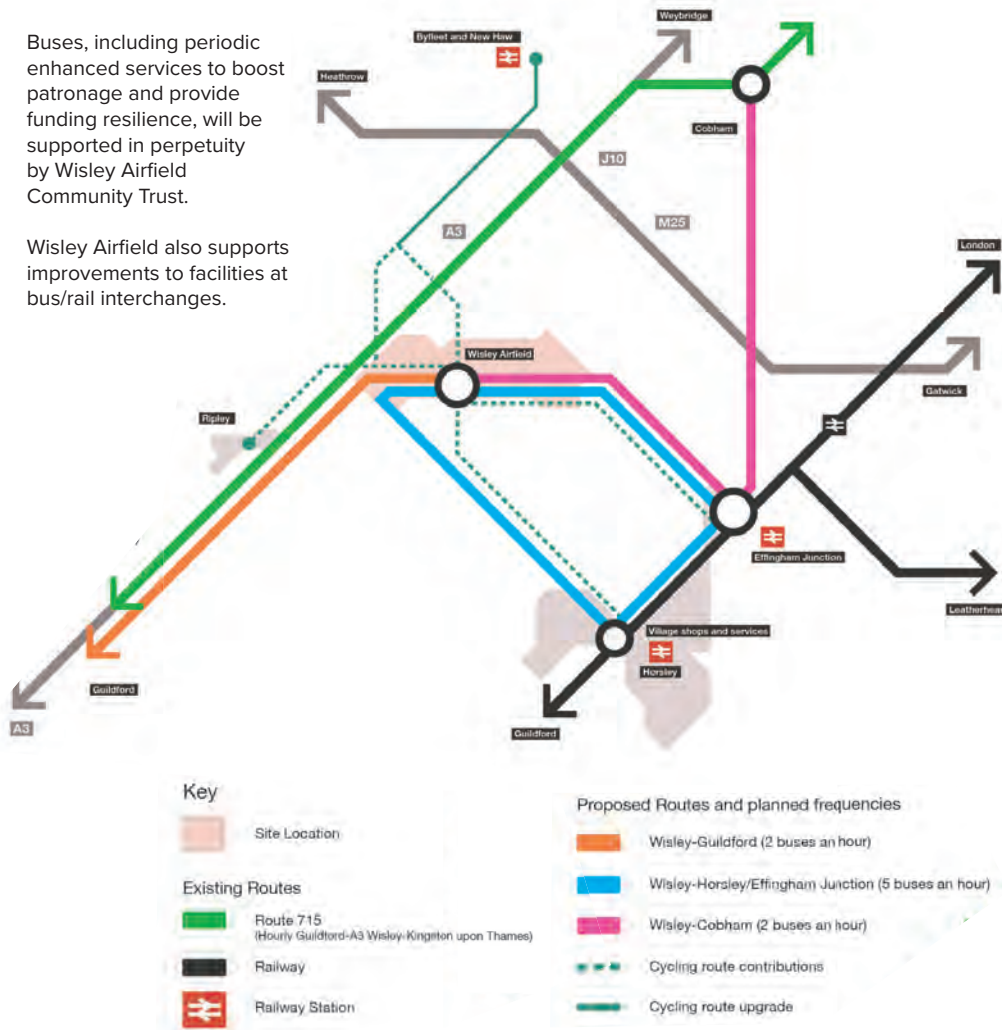 Buses, including periodic
enhanced services to boost
patronage and provide
funding resilience, will be
supported in perpetuity
by Wisley Airfield
Community Trust.
Wisley Airfield also supports
improvements to facilities at
bus/rail interchanges.
Weybridge
Byfleet and New Haw
Heathrow
Cobham
J10
M25
A3
London
Wisley Airfield
Gatwick
Ripley
Effingham Junction
Leatherhead
Village shops and services
Horsley
Guildford
A3
Guildford
Key
Site Location
Existing Routes
Route 715
(Hourly Guildford-A3 Wisley-Kingston upon Thames)
Railway
Railway Station
Proposed Routes and planned frequencies
Wisley-Guildford (2 buses an hour)
Wisley-Horsley/Effingham Junction (5 buses an hour)
Wisley-Cobham (2 buses an hour)
Cycling route contributions
Cycling route upgrade